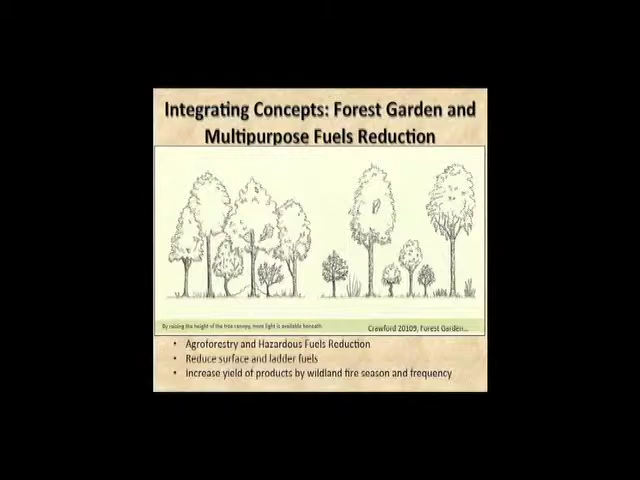 Integrating Concepts: Forest Garden and
Multipurpose Fuels Reduction
By raising the height of the tree canopy, more light is available beneath.
Crawford 20109, Forest Garden...
• Agroforestry and Hazardous Fuels Reduction
• Reduce surface and ladder fuels
• Increase yield of products by wildland fire season and frequency